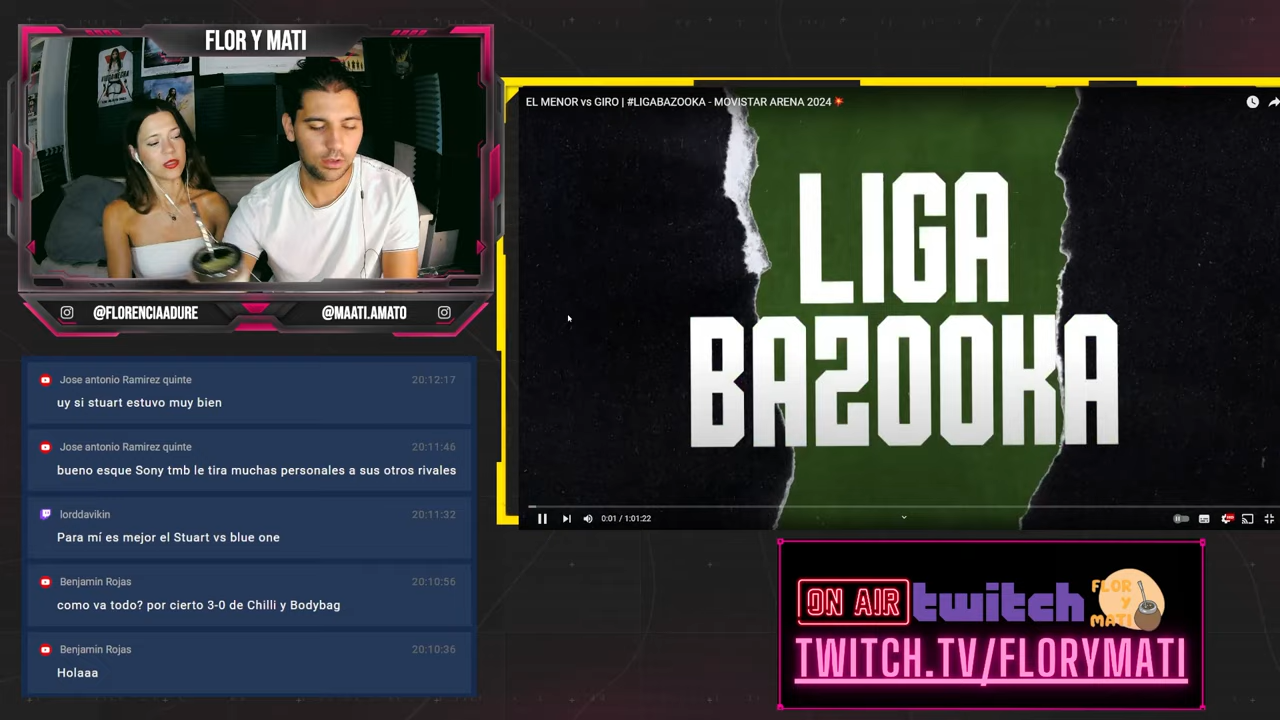 FLOR Y MATI
@FLORENCIAADURE
@MAATI.AMATO
Jose antonio Ramirez quinte
20:12:17
uy si stuart estuvo muy bien
Jose antonio Ramirez quinte
20:11:46
bueno esque Sony tmb le tira muchas personales a sus otros rivales
lorddavikin
20:11:32
Para mí es mejor el Stuart vs blue one
Benjamin Rojas
20:10:56
como va todo? por cierto 3-0 de Chilli y Bodybag
Benjamin Rojas
20:10:36
Holaaa
EL MENOR vs GIRO | #LIGABAZOOKA - MOVISTAR ARENA 2024
LIGA
BAZOOKA
0:01 / 1:01:22
ON AIR
twitch
FLOR
Y
MATI
TWITCH.TV/FLORYMATI